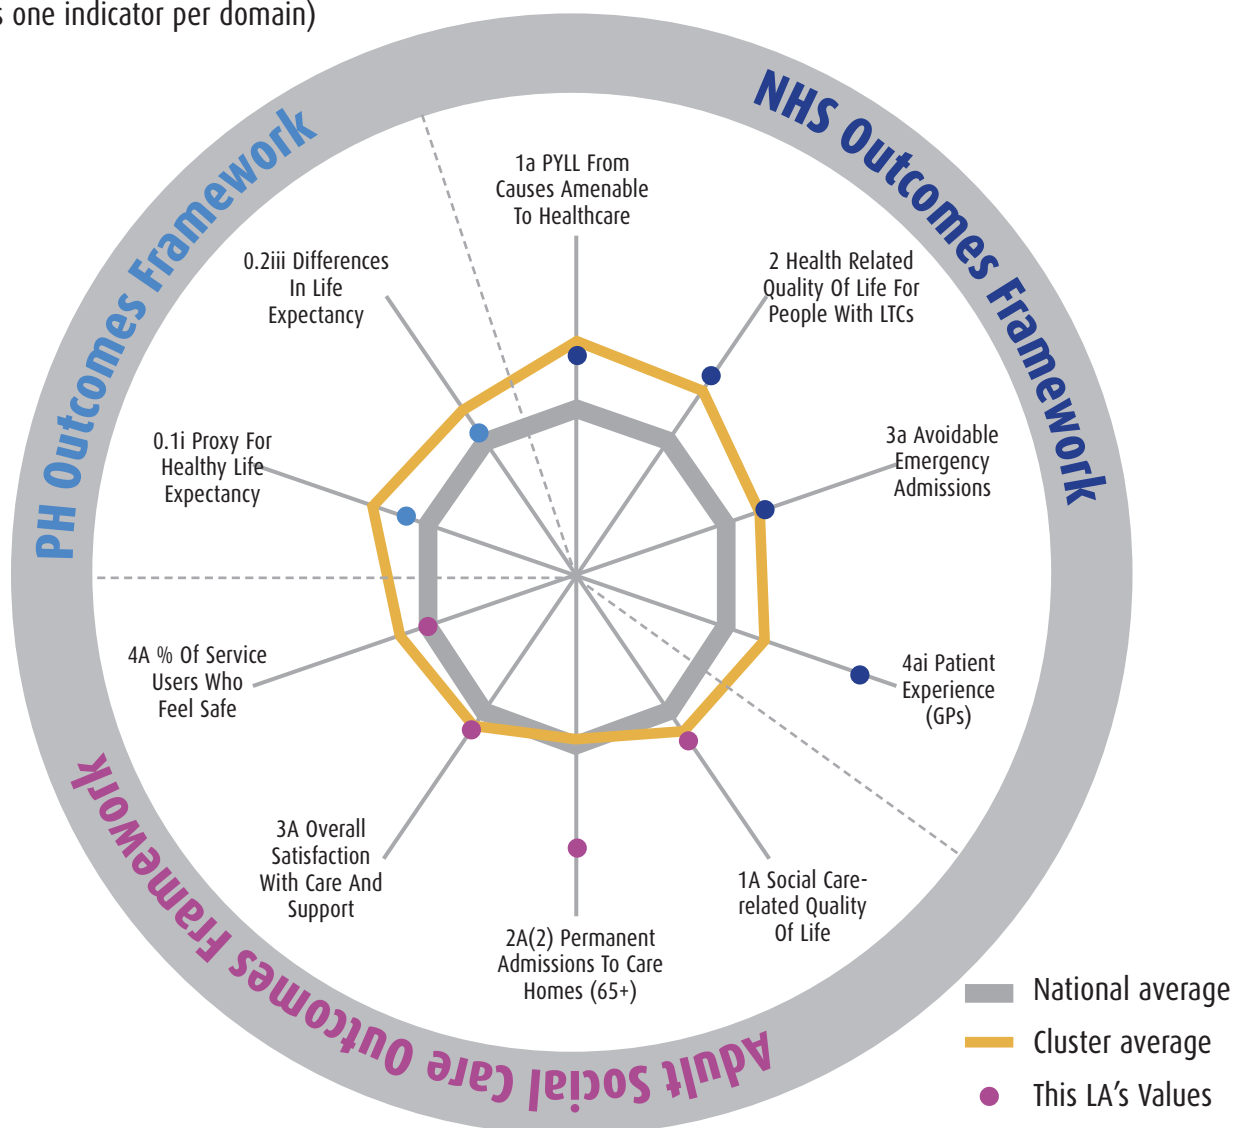 s one indicator per domain)
PH Outcomes Framework
NHS Outcomes Framework
1a PYLL From
Causes Amenable
To Healthcare
0.2iii Differences
In Life
Expectancy
2 Health Related
Quality Of Life For
People With LTCs
0.1i Proxy For
Healthy Life
Expectancy
3a Avoidable
Emergency
Admissions
4A % Of Service
Users Who
Feel Safe
4ai Patient
Experience
(GPs)
3A Overall
Satisfaction
With Care And
Support
1A Social Care-
related Quality
Of Life
2A(2) Permanent
Admissions To Care
Homes (65+)
Adult Social Care Outcomes Framework
National average
Cluster average
This LA's Values